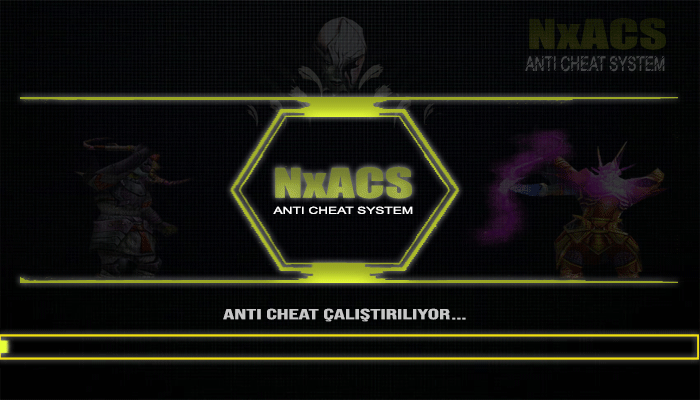 NxACS
ANTI CHEAT SYSTEM
NxACS
ANTI CHEAT SYSTEM
ANTI CHEAT ÇALIŞTIRILIYOR...